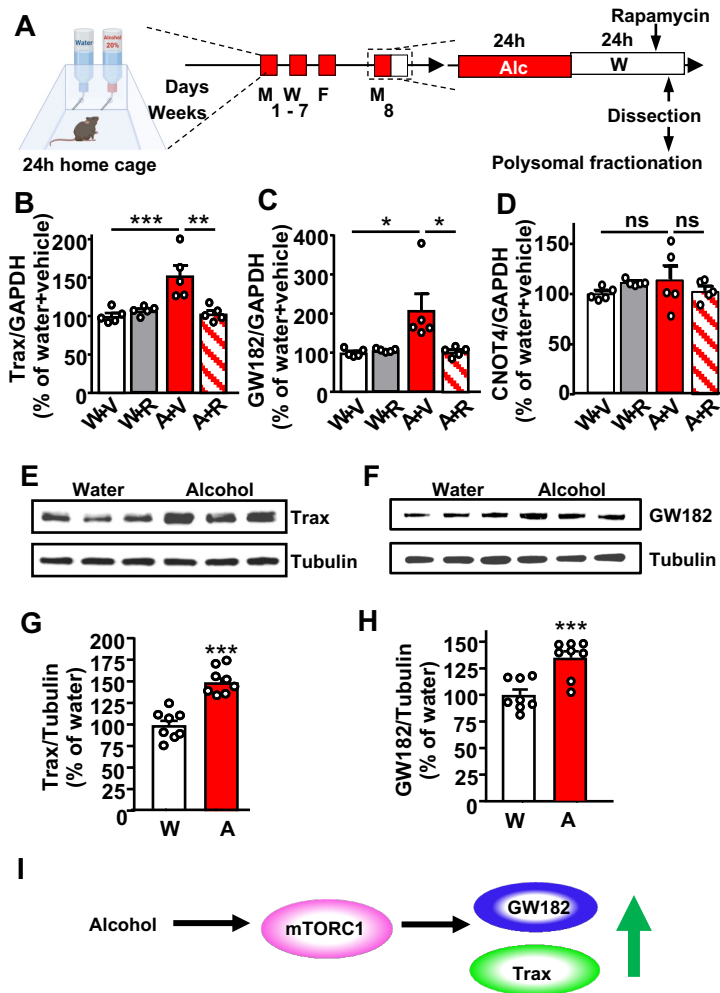 A
Water
Alcohol
20%
24h home cage
Days
Weeks
M W F
1 - 7
M
8
24h
Alc
24h
W
Rapamycin
Dissection
Polysomal fractionation
B
Trax/GAPDH
(% of water+vehicle)
200
150
100
50
0
*** **
W+V W+R A+V A+R
C
GW182/GAPDH
(% of water+vehicle)
400
300
200
100
0
* *
W+V W+R A+V A+R
D
CNOT4/GAPDH
(% of water+vehicle)
150
100
50
0
ns ns
W+V W+R A+V A+R
E
Water Alcohol
Trax
Tubulin
F
Water Alcohol
GW182
Tubulin
G
Trax/Tubulin
(% of water)
200
175
150
125
100
75
50
25
0
***
W A
H
GW182/Tubulin
(% of water)
150
125
100
75
50
25
0
***
W A
I
Alcohol
mTORC1
GW182
Trax